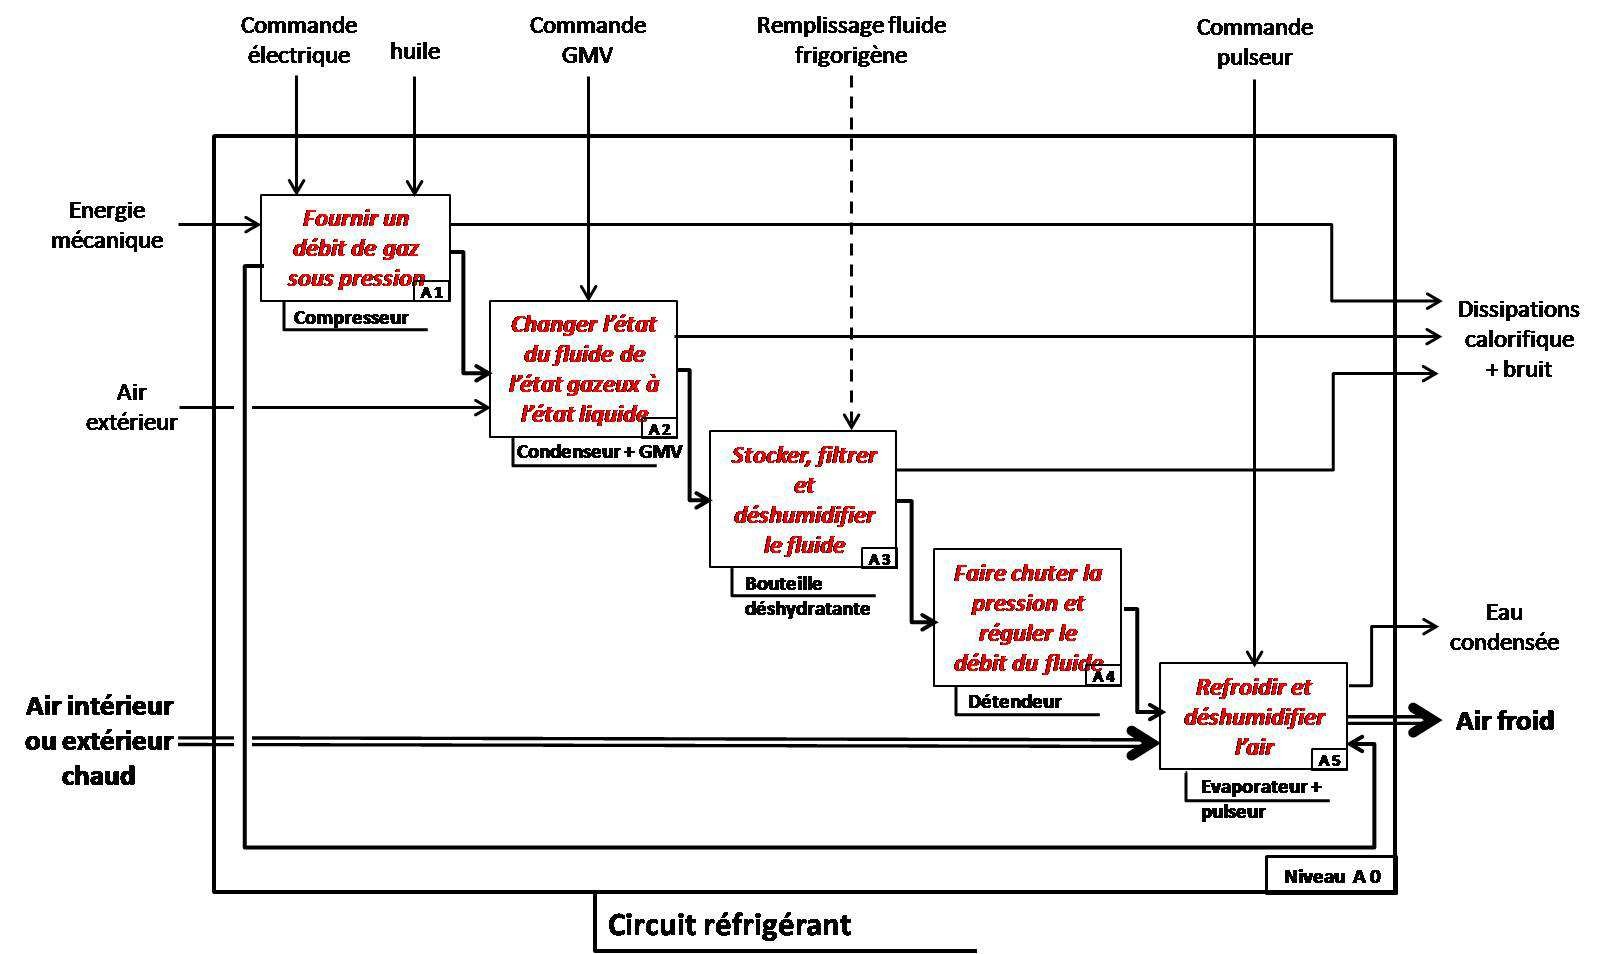 Commande
électrique
huile
Commande
GMV
Remplissage fluide
frigorigène
Commande
pulseur
Energie
mécanique
Fournir un
débit de gaz
sous pression
A1
Compresseur
Changer l'état
du fluide de
l'état gazeux à
l'état liquide
A2
Condenseur + GMV
Dissipations
calorifique
+ bruit
Air
extérieur
Stocker, filtrer
et
déshumidifier
le fluide
A3
Bouteille
déshydratante
Faire chuter la
pression et
réguler le
débit du fluide
A4
Détendeur
Eau
condensée
Air intérieur
ou extérieur
chaud
Refroidir et
déshumidifier
l'air
A5
Evaporateur +
pulseur
Air froid
Niveau A0
Circuit réfrigérant